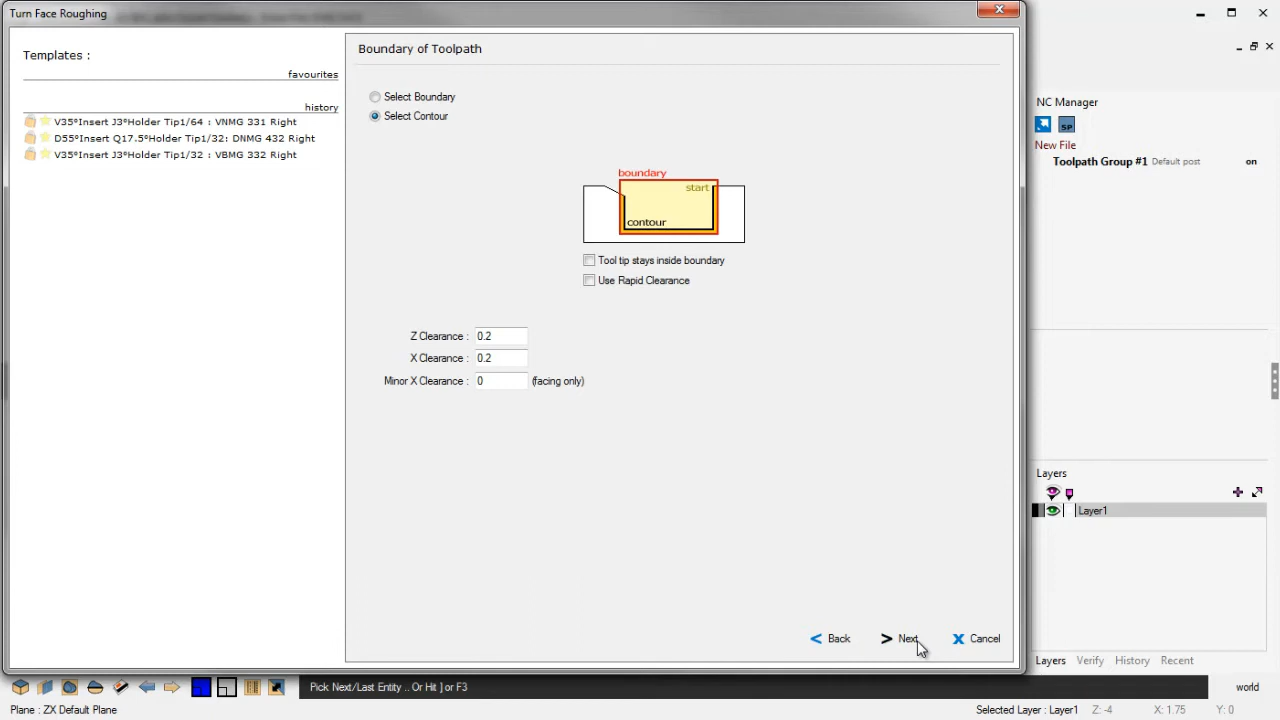 Turn Face Roughing
Templates :
favourites
history
V35°Insert J3°Holder Tip1/64 : VNMG 331 Right
D55°Insert Q17.5°Holder Tip1/32: DNMG 432 Right
V35°Insert J3°Holder Tip1/32 : VBMG 332 Right
Boundary of Toolpath
Select Boundary
Select Contour
boundary
start
contour
Tool tip stays inside boundary
Use Rapid Clearance
Z Clearance : 0.2
X Clearance : 0.2
Minor X Clearance : 0 (facing only)
< Back > Next X Cancel
NC Manager
SP
New File
Toolpath Group #1 Default post on
Layers
Layer1
Layers Verify History Recent
Pick Next/Last Entity .. Or Hit ] or F3
world
Plane : ZX Default Plane
Selected Layer : Layer1 Z: -4 X: 1.75 Y: 0